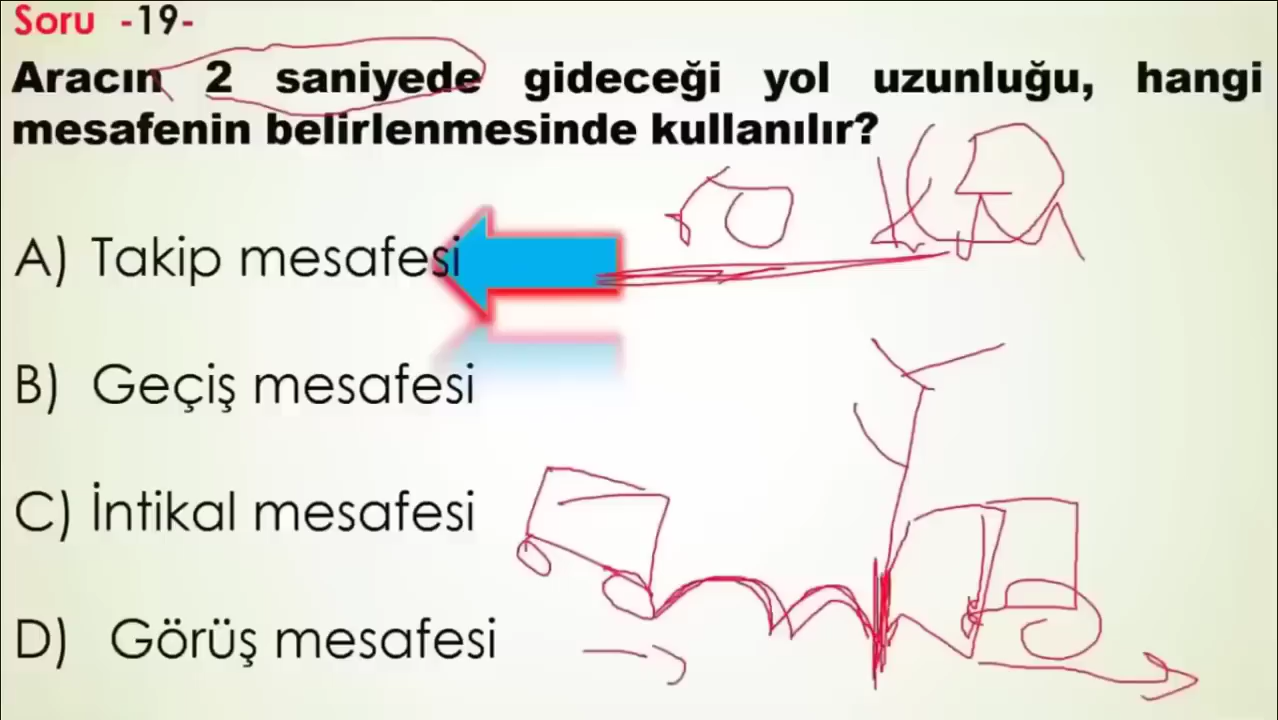 Soru -19-
Aracın 2 saniyede gideceği yol uzunluğu, hangi
mesafenin belirlenmesinde kullanılır?
A) Takip mesafesi
B) Geçiş mesafesi
C) İntikal mesafesi
D) Görüş mesafesi